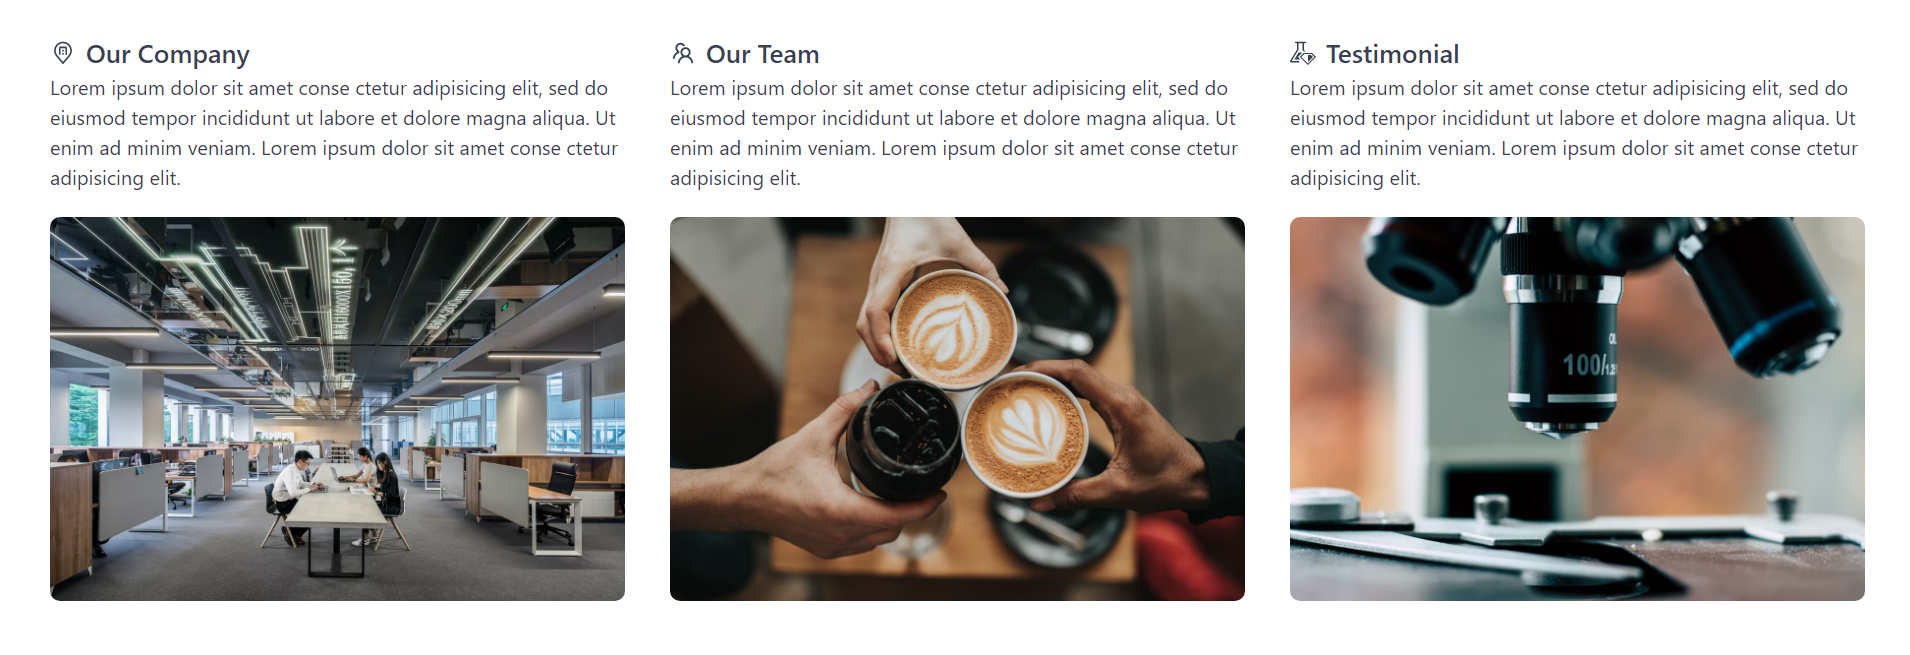 Our Company
Lorem ipsum dolor sit amet conse ctetur adipisicing elit, sed do
eiusmod tempor incididunt ut labore et dolore magna aliqua. Ut
enim ad minim veniam. Lorem ipsum dolor sit amet conse ctetur
adipisicing elit.
Our Team
Lorem ipsum dolor sit amet conse ctetur adipisicing elit, sed do
eiusmod tempor incididunt ut labore et dolore magna aliqua. Ut
enim ad minim veniam. Lorem ipsum dolor sit amet conse ctetur
adipisicing elit.
Testimonial
Lorem ipsum dolor sit amet conse ctetur adipisicing elit, sed do
eiusmod tempor incididunt ut labore et dolore magna aliqua. Ut
enim ad minim veniam. Lorem ipsum dolor sit amet conse ctetur
adipisicing elit.
100/